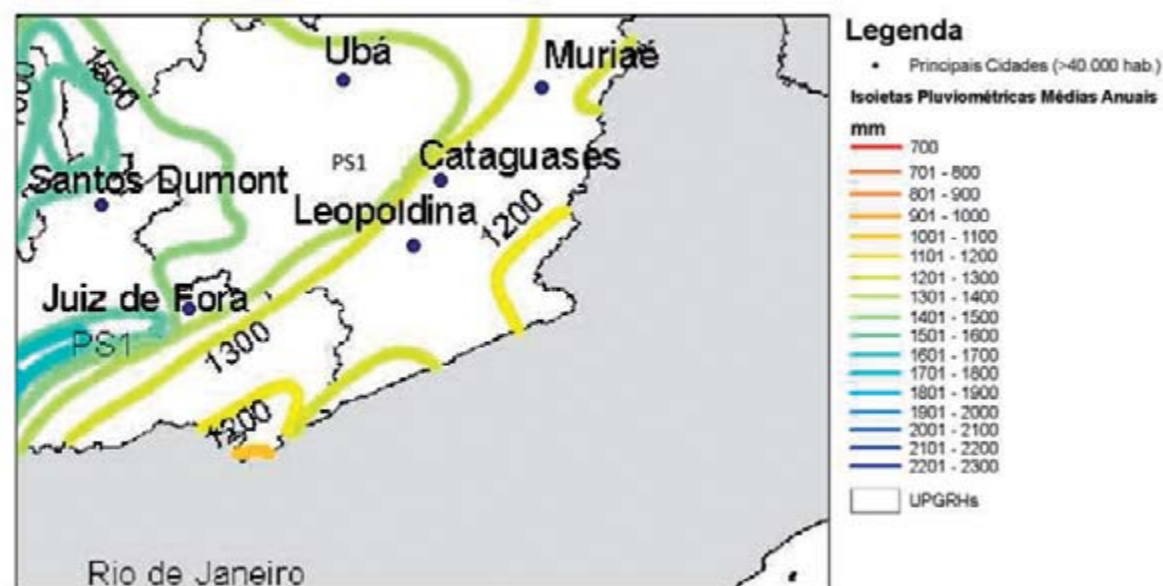 Ubá
Muriaé
1500
PS1
Cataguases
Santos Dumont
Leopoldina
1200
Juiz de Fora
PS1
1300
1200
Rio de Janeiro
Legenda
Principais Cidades (>40.000 hab.)
Isoietas Pluviométricas Médias Anuais
mm
700
701 - 800
801 - 900
901 - 1000
1001 - 1100
1101 - 1200
1201 - 1300
1301 - 1400
1401 - 1500
1501 - 1600
1601 - 1700
1701 - 1800
1801 - 1900
1901 - 2000
2001 - 2100
2101 - 2200
2201 - 2300
UPGRHs